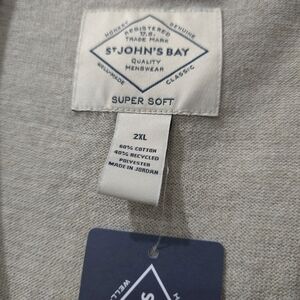 REGISTERED
U.S.
TRADE MARK
HONEST GENUINE
ST JOHN'S BAY
QUALITY
MENSWEAR
WELL-MADE CLASSIC
SUPER SOFT
2XL
60% COTTON
40% RECYCLED
POLYESTER
MADE IN JORDAN
WELL
S